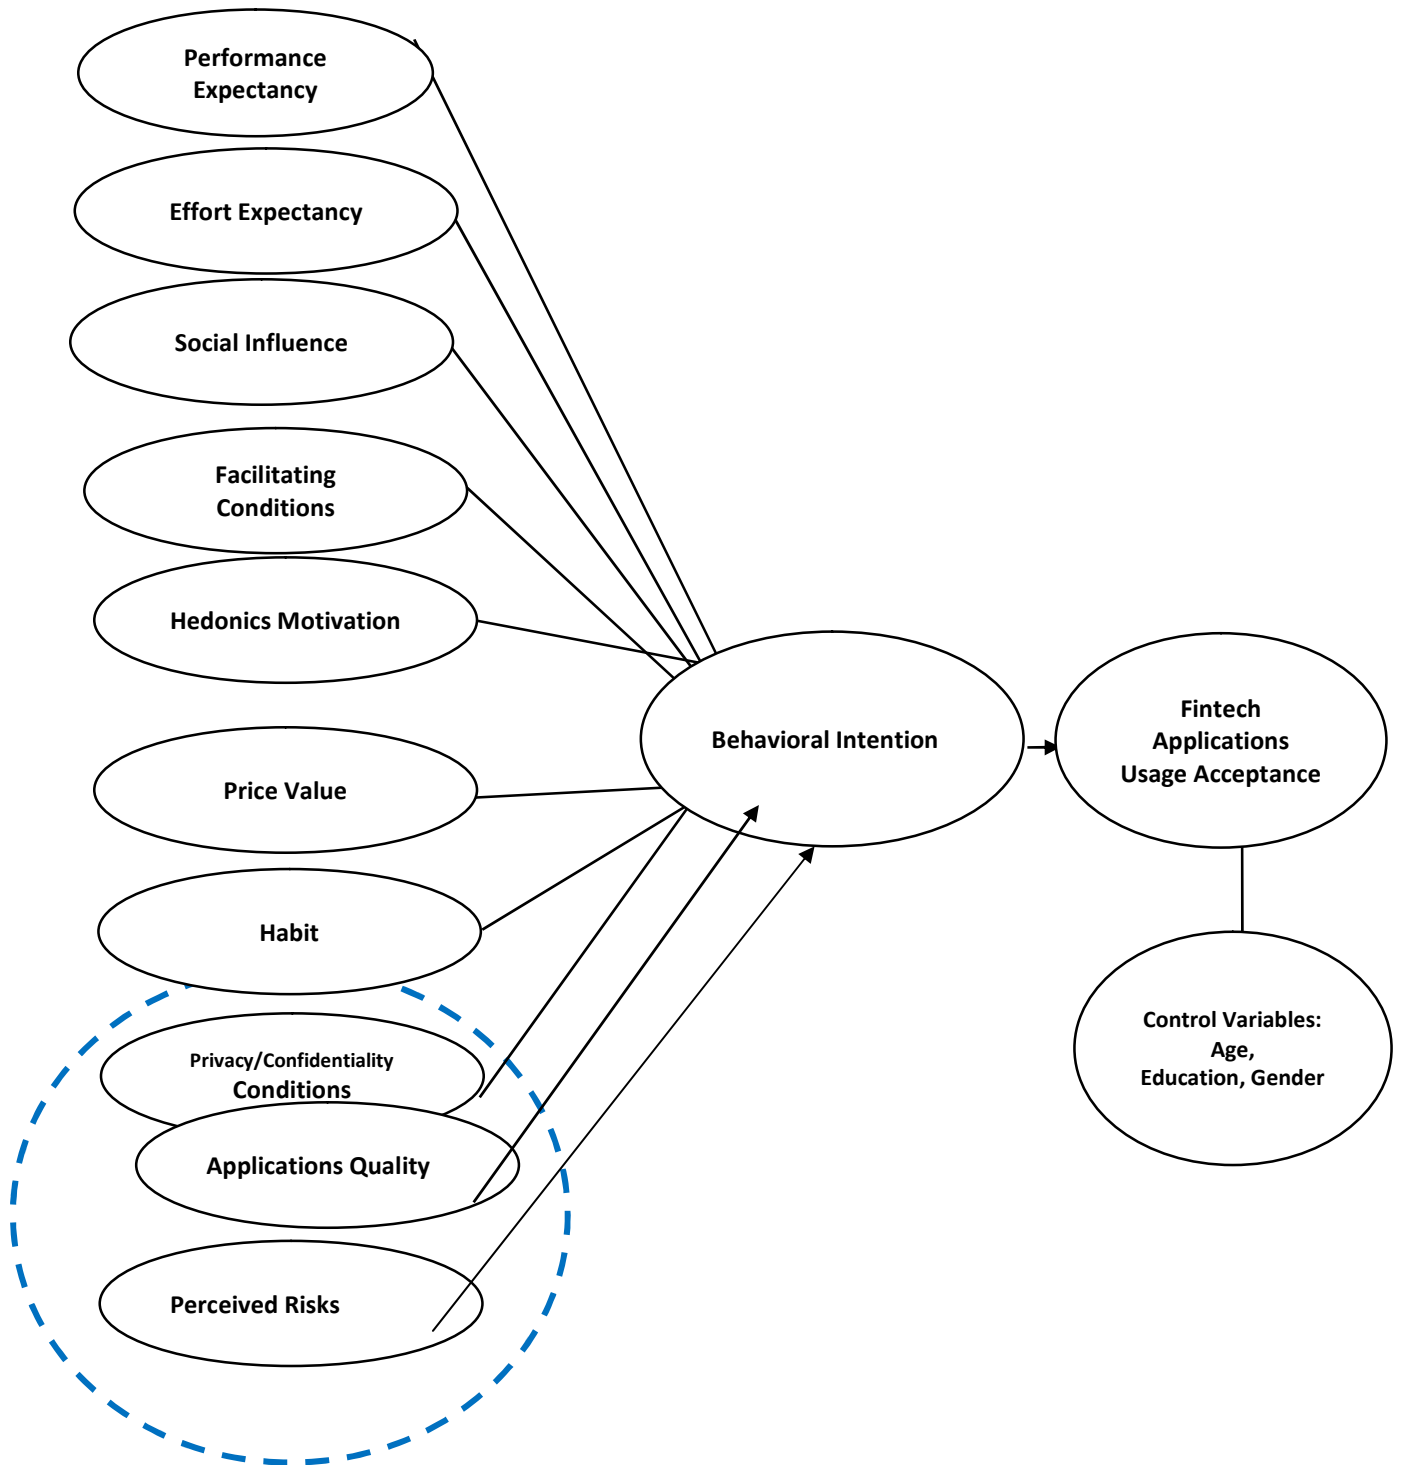 Performance
Expectancy
Effort Expectancy
Social Influence
Facilitating
Conditions
Hedonics Motivation
Price Value
Habit
Privacy/Confidentiality
Conditions
Applications Quality
Perceived Risks
Behavioral Intention
Fintech
Applications
Usage Acceptance
Control Variables:
Age,
Education, Gender